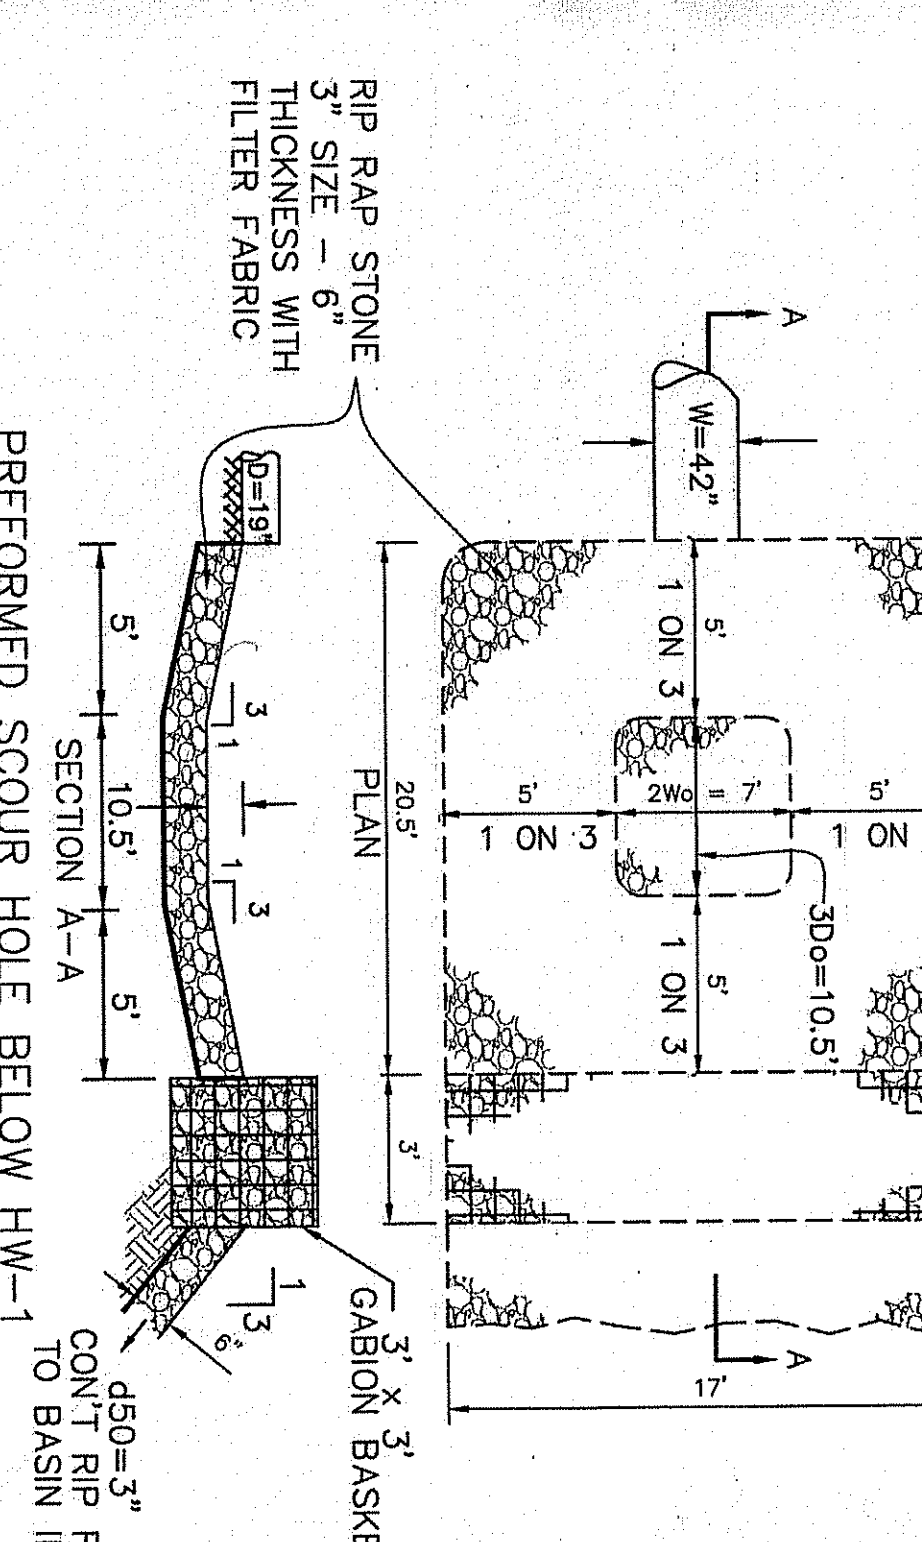 RIP RAP STONE
3" SIZE – 6"
THICKNESS WITH
FILTER FABRIC
A
W=42"
5'
1 ON 3
5'
1 ON 3
2Wo = 7'
5'
1 ON
3Do=10.5'
5'
1 ON 3
20.5'
3'
PLAN
A
17'
D=19"
3
1
1
3
5'
10.5'
5'
SECTION A–A
3' x 3'
GABION
1
3
6"
d50=3"
CON'T RIP
TO BASIN
PREFORMED SCOUR HOLE BELOW HW–1